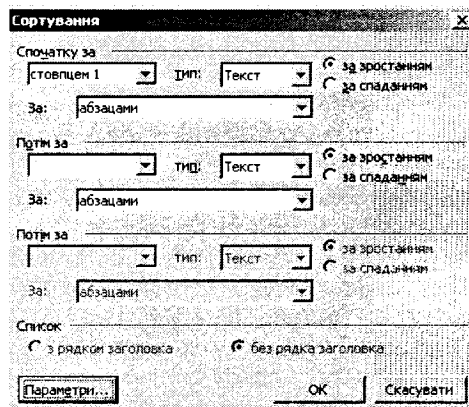 Сортування
Спочатку за
стовпцем 1 Тип: Текст за зростанням
за спаданням
За: абзацами
Потім за
тип: Текст за зростанням
за спаданням
За: абзацами
Потім за
тип: Текст за зростанням
за спаданням
За: абзацами
Список
з рядком заголовка без рядка заголовка
Параметри... ОК Скасувати